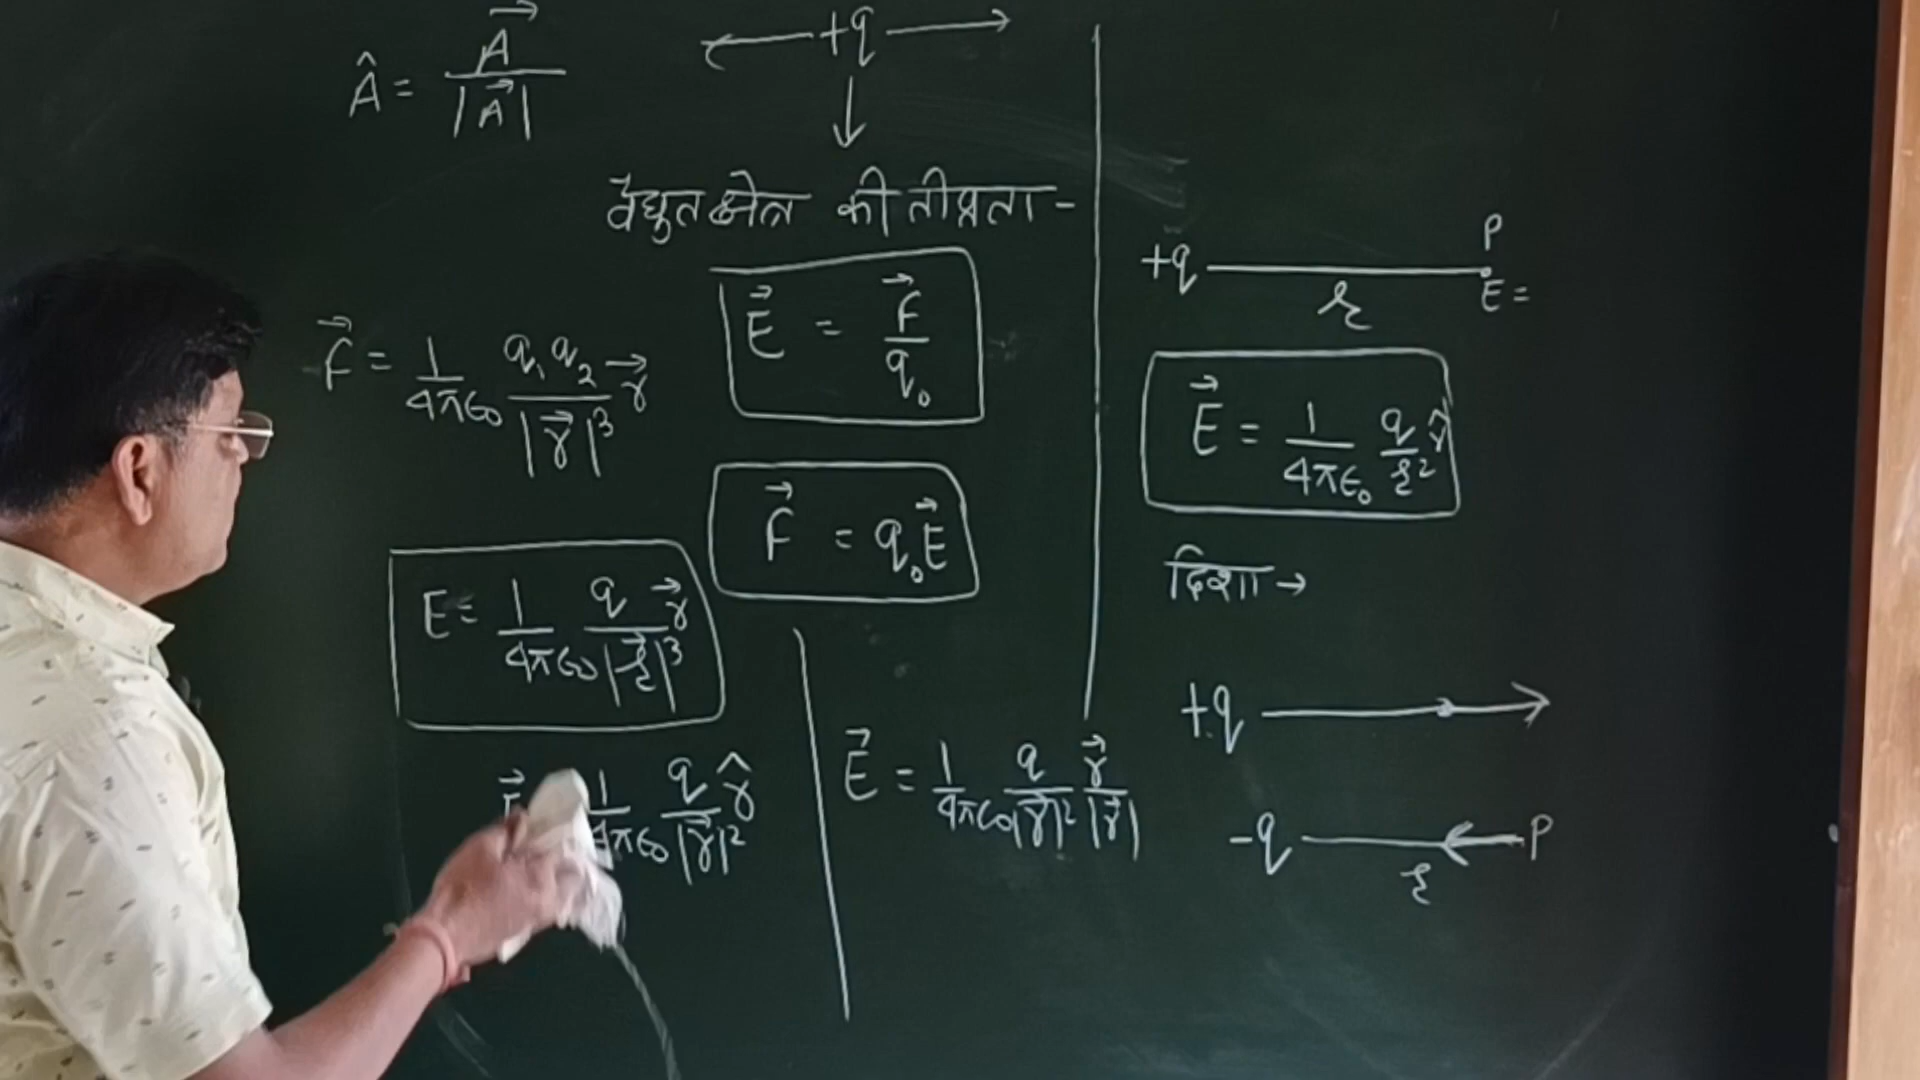 Â = A⃗ / |A⃗|
+q
वैद्युत क्षेत्र की तीव्रता -
E⃗ = F⃗ / q₀
F⃗ = 1/4πϵ₀ q₁q₂/|r⃗|³ r⃗
F⃗ = q₀E⃗
E = 1/4πϵ₀ q/|r⃗|³ r⃗
1/4πϵ₀ q/|r⃗|² r̂
E⃗ = 1/4πϵ₀ q/|r⃗|² r⃗/|r⃗|
P
+q
r
E =
E⃗ = 1/4πϵ₀ q/r² r̂
दिशा →
+q
-q P
r